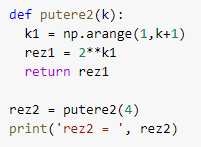 def putere2(k):
  k1 = np.arange(1,k+1)
  rez1 = 2**k1
  return rez1

rez2 = putere2(4)
print('rez2 = ', rez2)